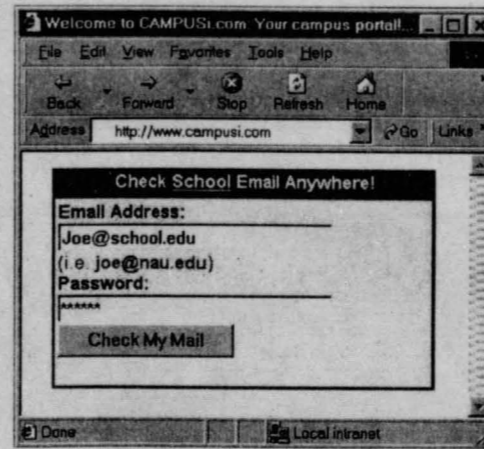 Welcome to CAMPUSi.com. Your campus portal!...
File Edit View Favorites Tools Help
Back Forward Stop Refresh Home
Address http://www.campusi.com Go Links
Check School Email Anywhere!
Email Address:
Joe@school.edu
(i.e. joe@nau.edu)
Password:
******
Check My Mail
Done Local intranet